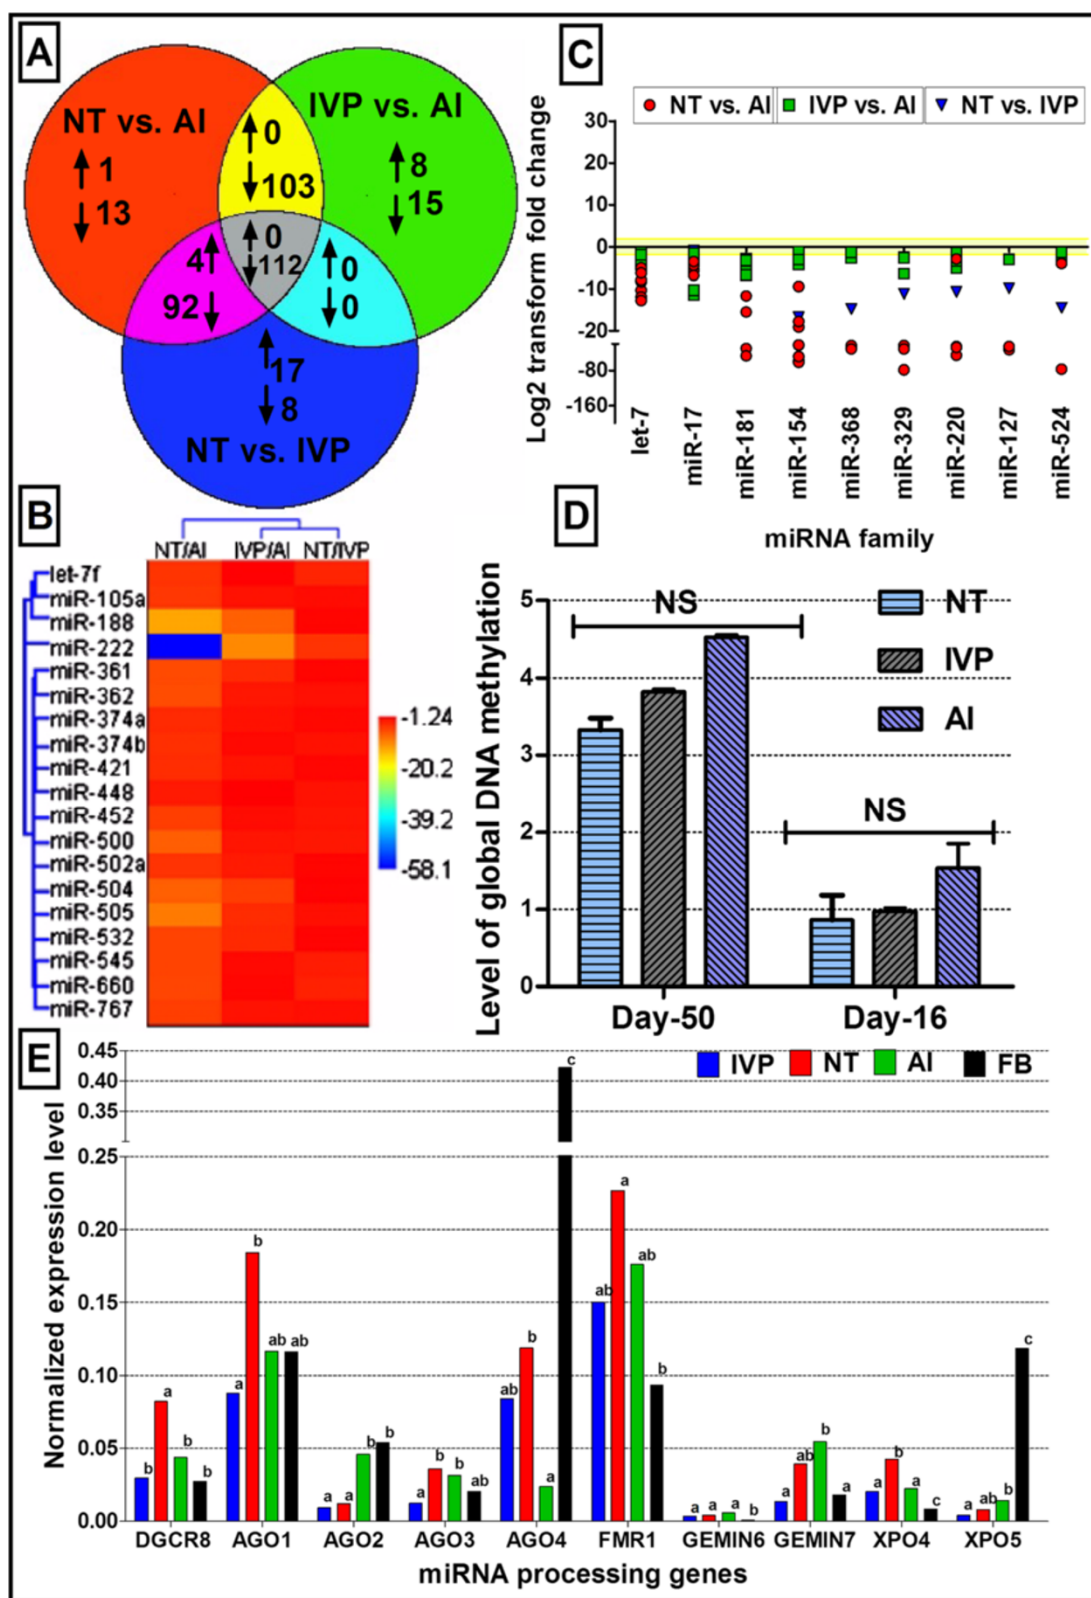 A
NT vs. AI
↑ 1
↓ 13
IVP vs. AI
↑ 8
↓ 15
↑ 0
↓ 103
↑ 0
↓ 112
4 ↑
92 ↓
↑ 0
↓ 0
↑ 17
↓ 8
NT vs. IVP
C
NT vs. AI IVP vs. AI NT vs. IVP
Log2 transform fold change
30
20
10
0
-10
-20
-80
-160
let-7 miR-17 miR-181 miR-154 miR-368 miR-329 miR-220 miR-127 miR-524
miRNA family
B
NT/AI IVP/AI NT/IVP
let-7f
miR-105a
miR-188
miR-222
miR-361
miR-362
miR-374a
miR-374b
miR-421
miR-448
miR-452
miR-500
miR-502a
miR-504
miR-505
miR-532
miR-545
miR-660
miR-767
-1.24
-20.2
-39.2
-58.1
D
Level of global DNA methylation
5
4
3
2
1
0
NS
NS
NT
IVP
AI
Day-50 Day-16
E
Normalized expression level
0.45
0.40
0.35
0.25
0.20
0.15
0.10
0.05
0.00
IVP NT AI FB
b a b b
a b ab ab
a a b b
a b b ab
ab b a c
ab a ab b
a a a b
a ab b a
a b a c
a ab b c
DGCR8 AGO1 AGO2 AGO3 AGO4 FMR1 GEMIN6 GEMIN7 XPO4 XPO5
miRNA processing genes